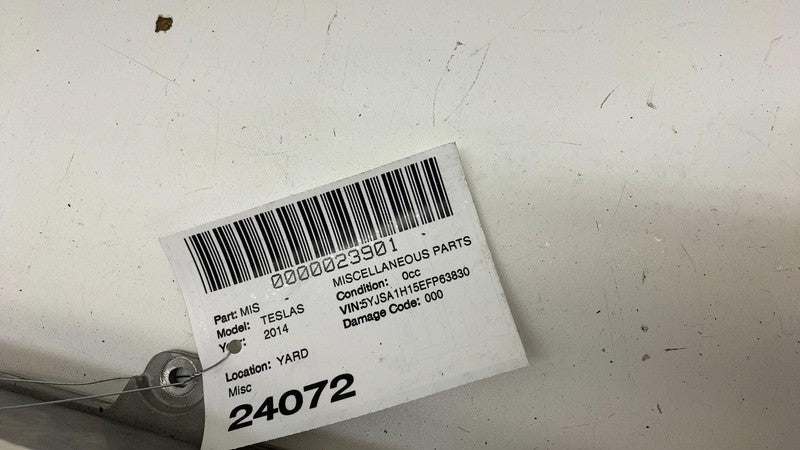 0000023901
Part: MIS MISCELLANEOUS PARTS
Model: TESLAS Condition: 0cc
2014 VIN:5YJSA1H15EFP63830
Damage Code: 000
Location: YARD
Misc
24072